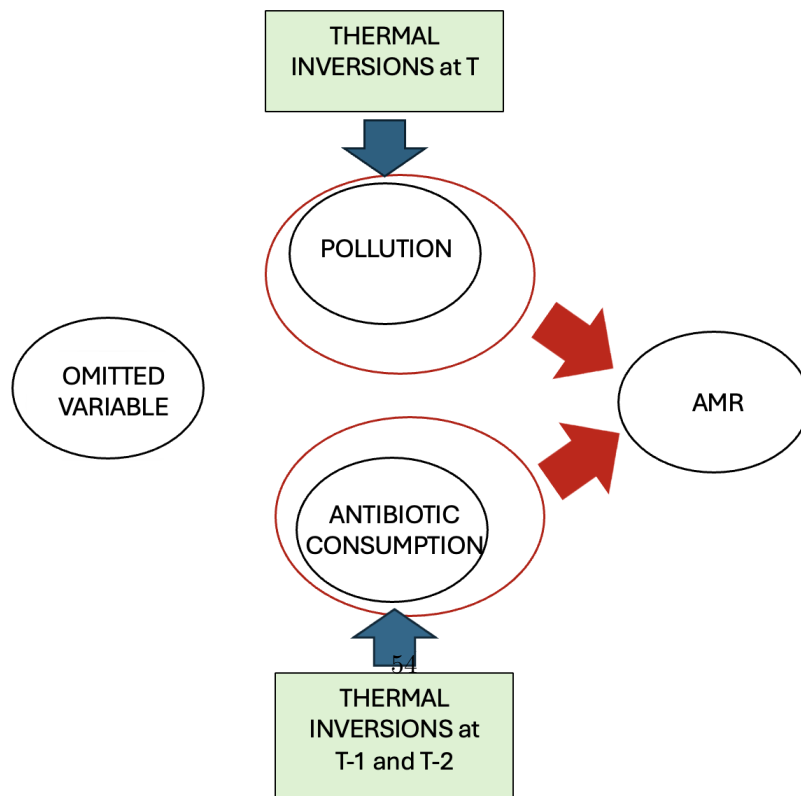 THERMAL
INVERSIONS at T
POLLUTION
OMITTED
VARIABLE
AMR
ANTIBIOTIC
CONSUMPTION
54
THERMAL
INVERSIONS at
T-1 and T-2